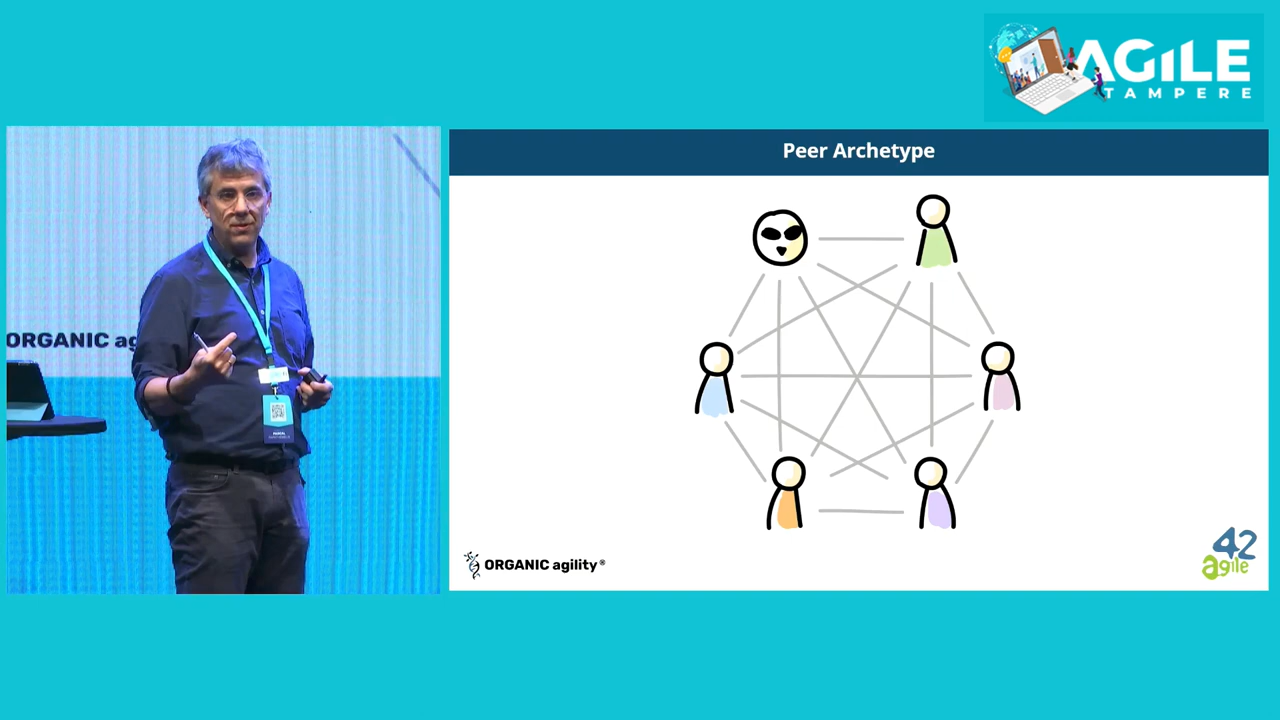 AGILE
TAMPERE
Peer Archetype
ORGANIC ag
ORGANIC agility®
42
agile